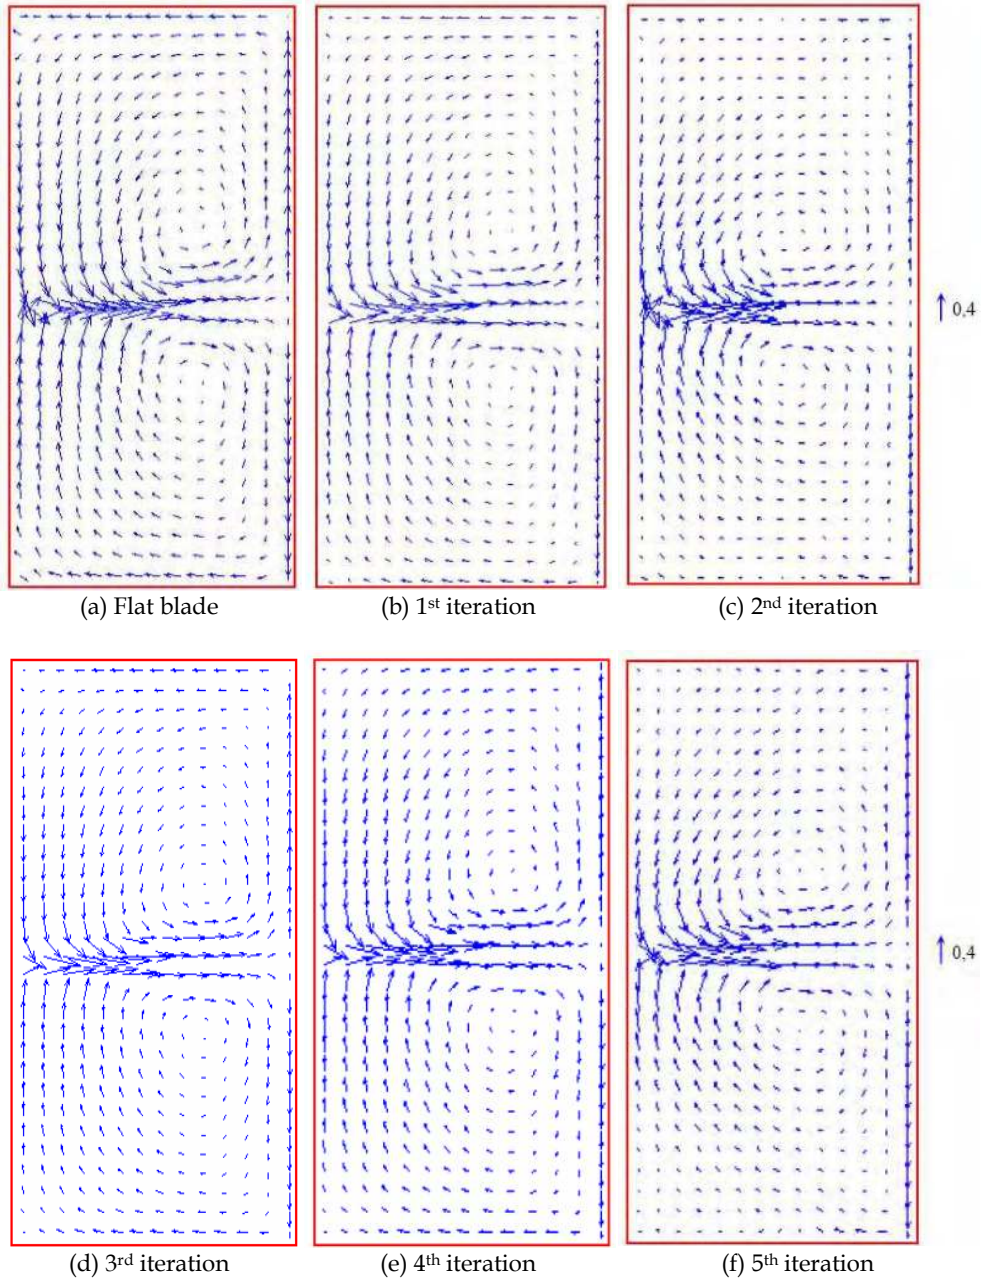 0,4
(a) Flat blade (b) 1st iteration (c) 2nd iteration
0,4
(d) 3rd iteration (e) 4th iteration (f) 5th iteration